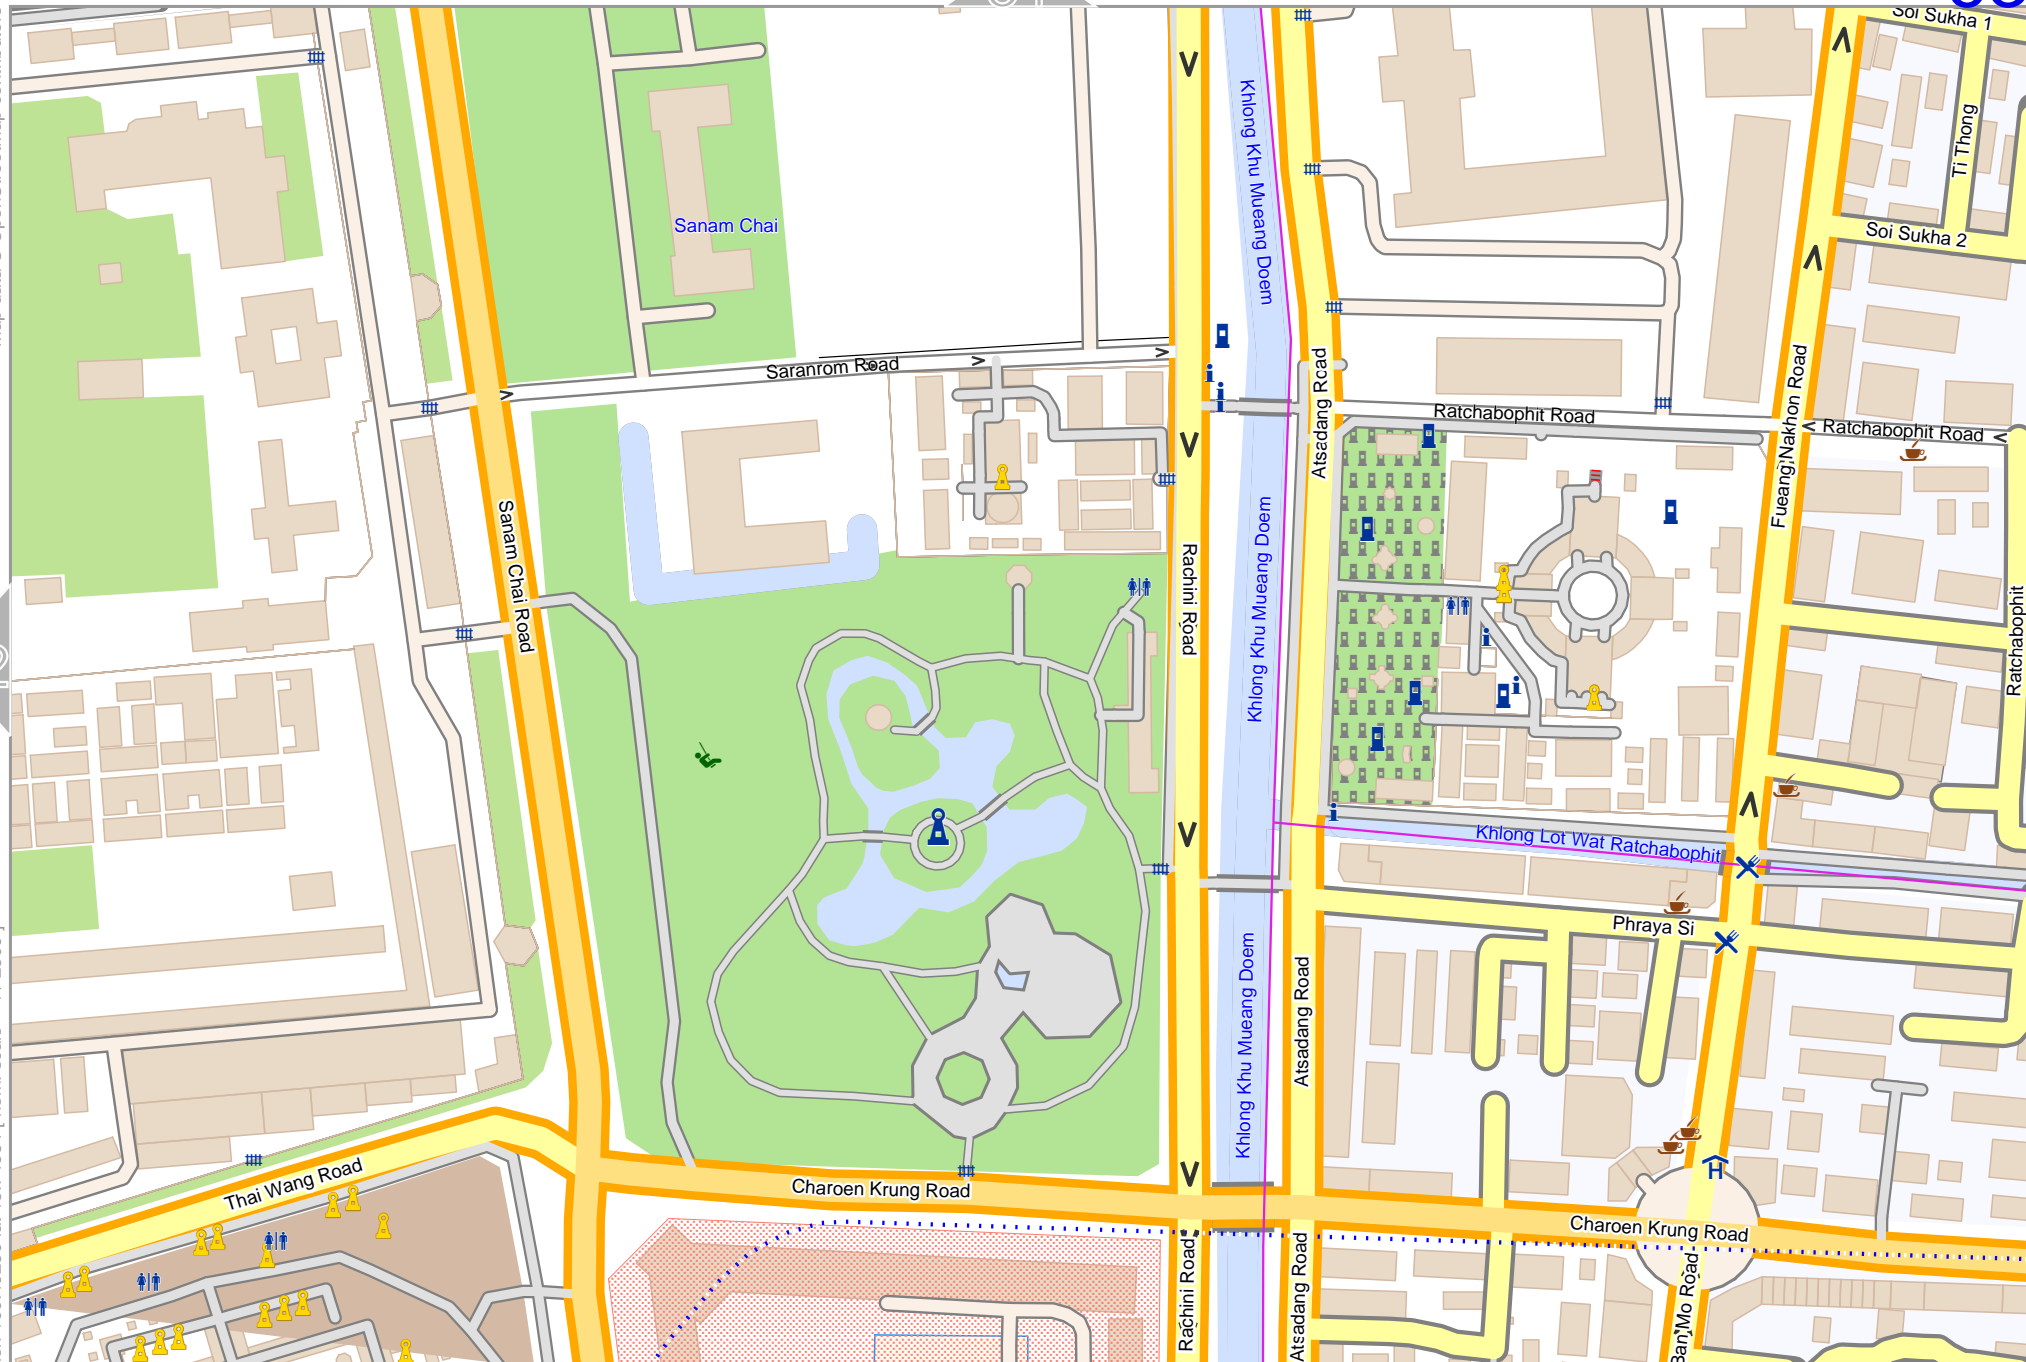 Soi Sukha 1
Ti Thong
Khlong Khu Mueang Doem
Sanam Chai
Soi Sukha 2
Saranrom Road
Atsadang Road
Ratchabophit Road
Fueang Nakhon Road
Ratchabophit Road
Sanam Chai Road
Rachini Road
Khlong Khu Mueang Doem
Ratchabophit
Khlong Lot Wat Ratchabophit
Phraya Si
Khlong Khu Mueang Doem
Atsadang Road
Thai Wang Road
Charoen Krung Road
Charoen Krung Road
H
Rachini Road
Atsadang Road
Ban Mo Road